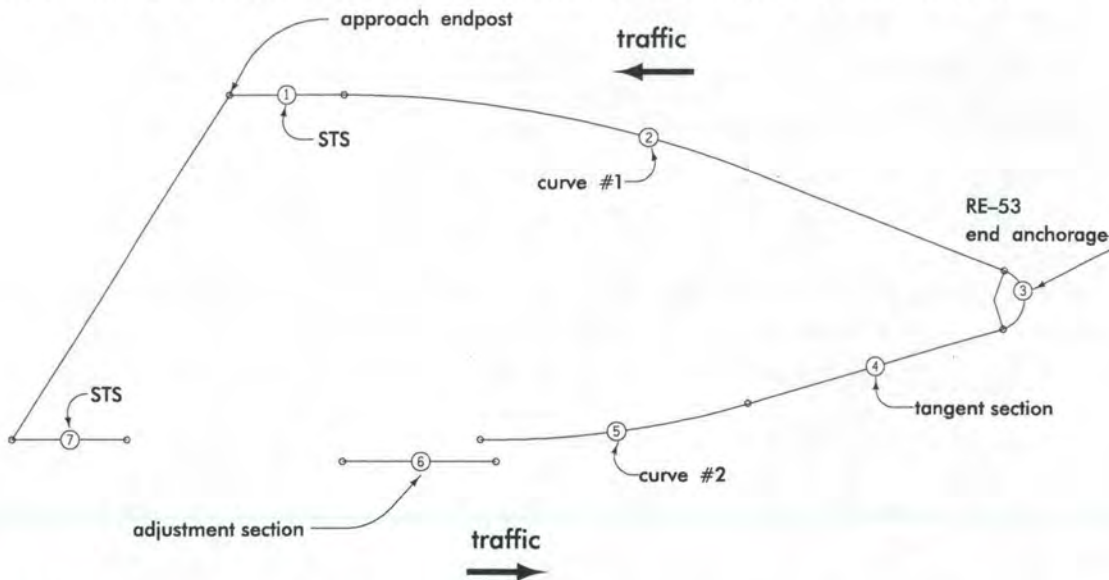 approach endpost
traffic
1
STS
2
curve #1
RE-53
end anchorage
3
STS
4
tangent section
7
5
6
curve #2
adjustment section
traffic